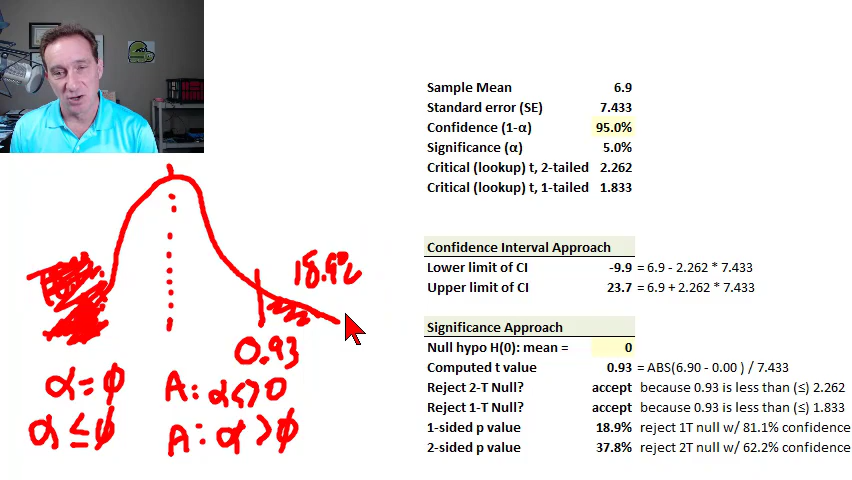 Sample Mean 6.9
Standard error (SE) 7.433
Confidence (1-α) 95.0%
Significance (α) 5.0%
Critical (lookup) t, 2-tailed 2.262
Critical (lookup) t, 1-tailed 1.833
Confidence Interval Approach
Lower limit of CI -9.9 = 6.9 - 2.262 * 7.433
Upper limit of CI 23.7 = 6.9 + 2.262 * 7.433
Significance Approach
Null hypo H(0): mean = 0
Computed t value 0.93 = ABS(6.90 - 0.00 ) / 7.433
Reject 2-T Null? accept because 0.93 is less than (≤) 2.262
Reject 1-T Null? accept because 0.93 is less than (≤) 1.833
1-sided p value 18.9% reject 1T null w/ 81.1% confidence
2-sided p value 37.8% reject 2T null w/ 62.2% confidence
18.9%
0.93
α = φ A: α <> 0
α ≤ φ A: α > φ